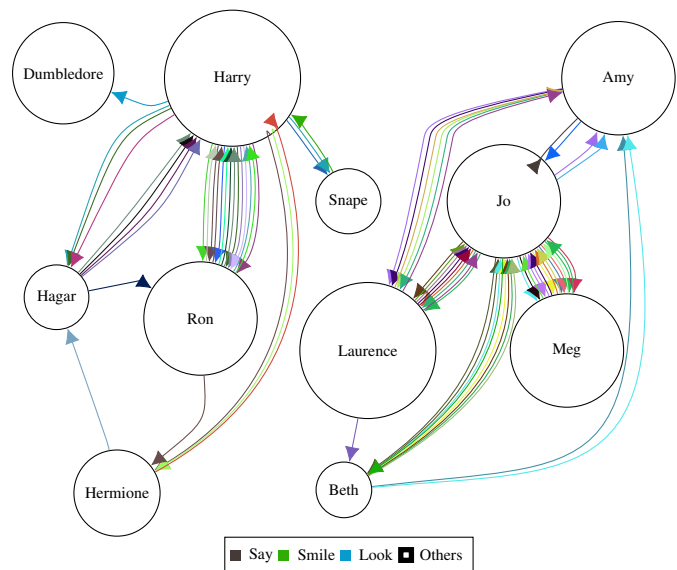 Dumbledore
Harry
Amy
Snape
Jo
Hagar
Ron
Laurence
Meg
Hermione
Beth
Say Smile Look Others